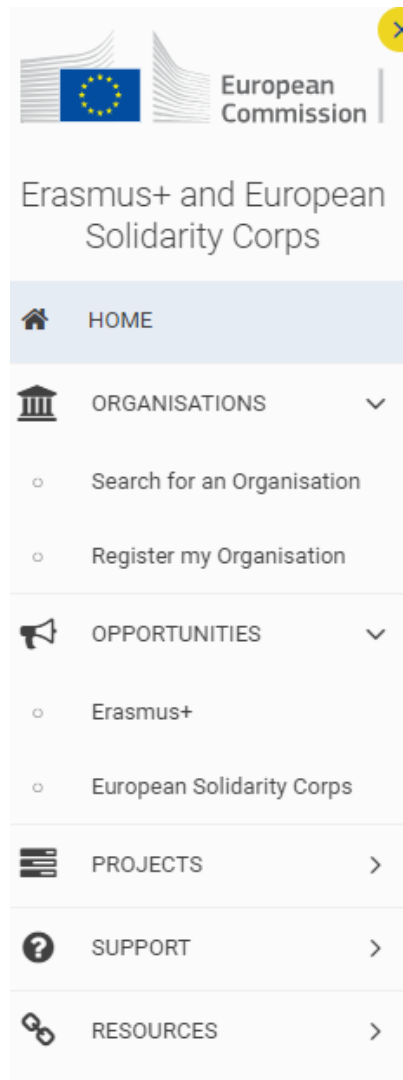 European
Commission
Erasmus+ and European
Solidarity Corps
HOME
ORGANISATIONS
Search for an Organisation
Register my Organisation
OPPORTUNITIES
Erasmus+
European Solidarity Corps
PROJECTS
SUPPORT
RESOURCES